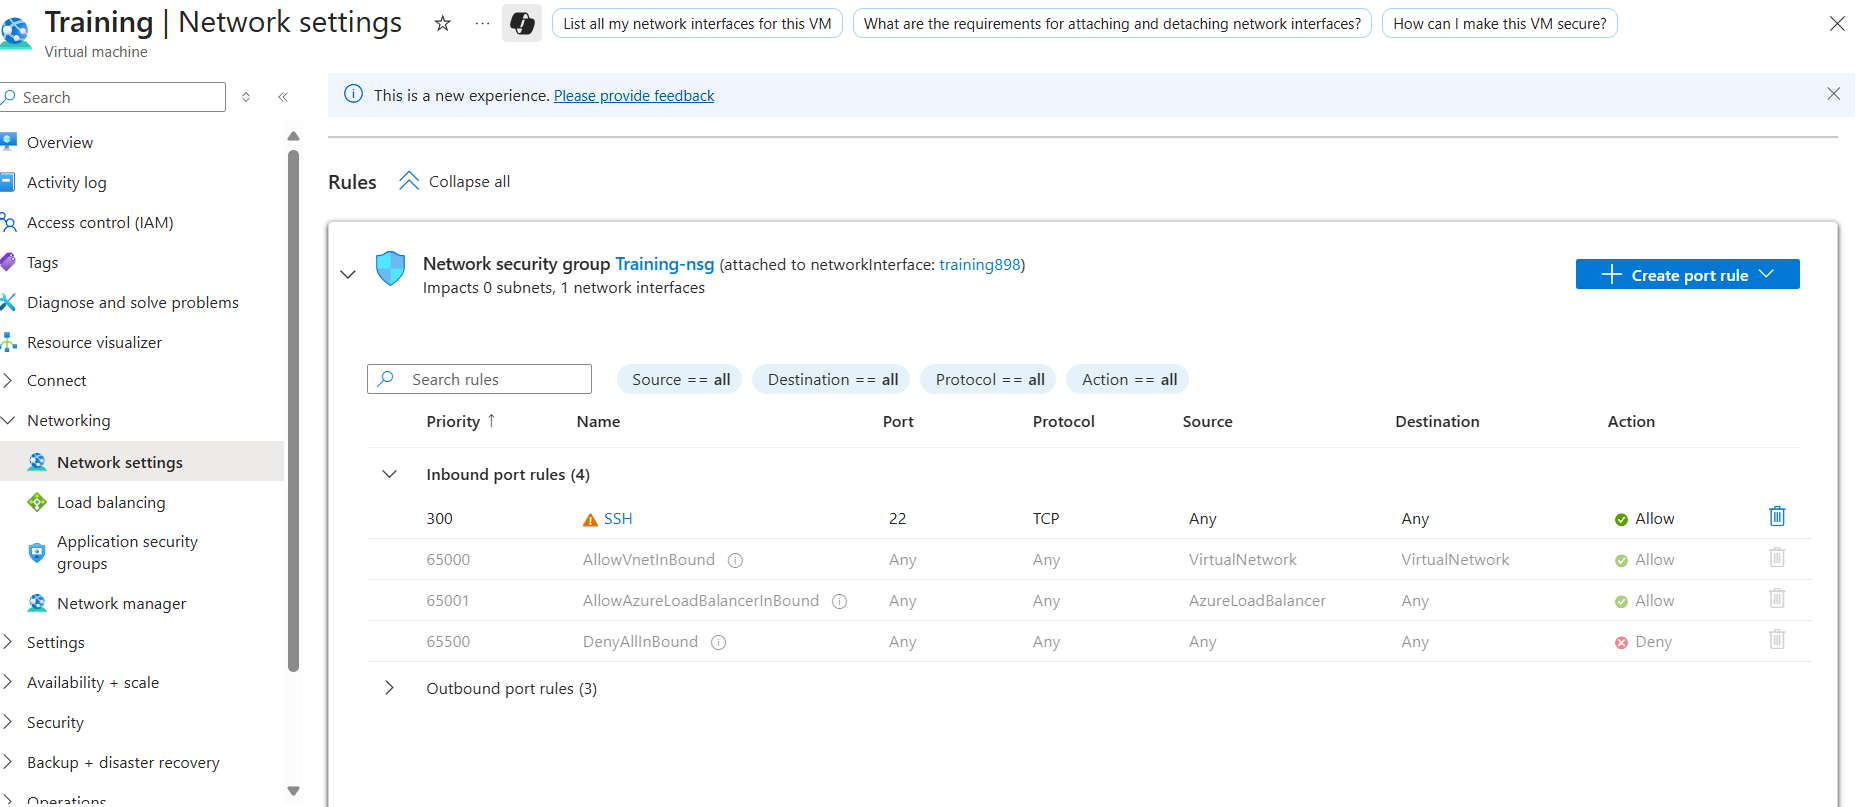 Training | Network settings
List all my network interfaces for this VM
What are the requirements for attaching and detaching network interfaces?
How can I make this VM secure?
Virtual machine
Search
Overview
Activity log
Access control (IAM)
Tags
Diagnose and solve problems
Resource visualizer
Connect
Networking
Network settings
Load balancing
Application security
groups
Network manager
Settings
Availability + scale
Security
Backup + disaster recovery
Operations
This is a new experience. Please provide feedback
Rules
Collapse all
Network security group Training-nsg (attached to networkInterface: training898)
Impacts 0 subnets, 1 network interfaces
Create port rule
Search rules
Source == all
Destination == all
Protocol == all
Action == all
Priority ↑ Name Port Protocol Source Destination Action
Inbound port rules (4)
300 SSH 22 TCP Any Any Allow
65000 AllowVnetInBound Any Any VirtualNetwork VirtualNetwork Allow
65001 AllowAzureLoadBalancerInBound Any Any AzureLoadBalancer Any Allow
65500 DenyAllInBound Any Any Any Any Deny
Outbound port rules (3)